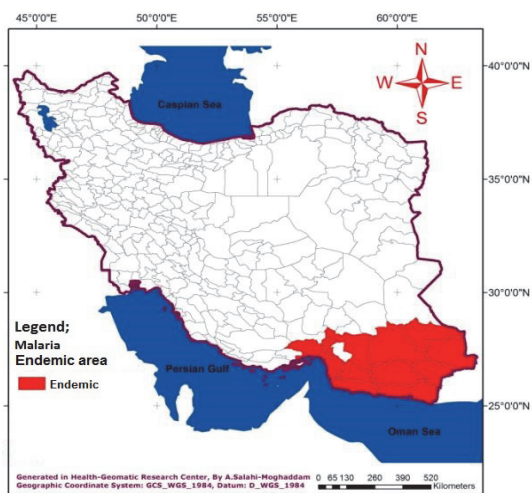 45°0'0"E 50°0'0"E 55°0'0"E 60°0'0"E
N
W E
S
40°0'0"N
Caspian Sea
35°0'0"N
30°0'0"N
Legend;
Malaria
Endemic area
Endemic
Persian Gulf
25°0'0"N
Oman Sea
Generated in Health-Geomatic Research Center, By A.Salahi-Moghaddam
Geographic Coordinate System: GCS_WGS_1984, Datum: D_WGS_1984
0 65 130 260 390 520
Kilometers